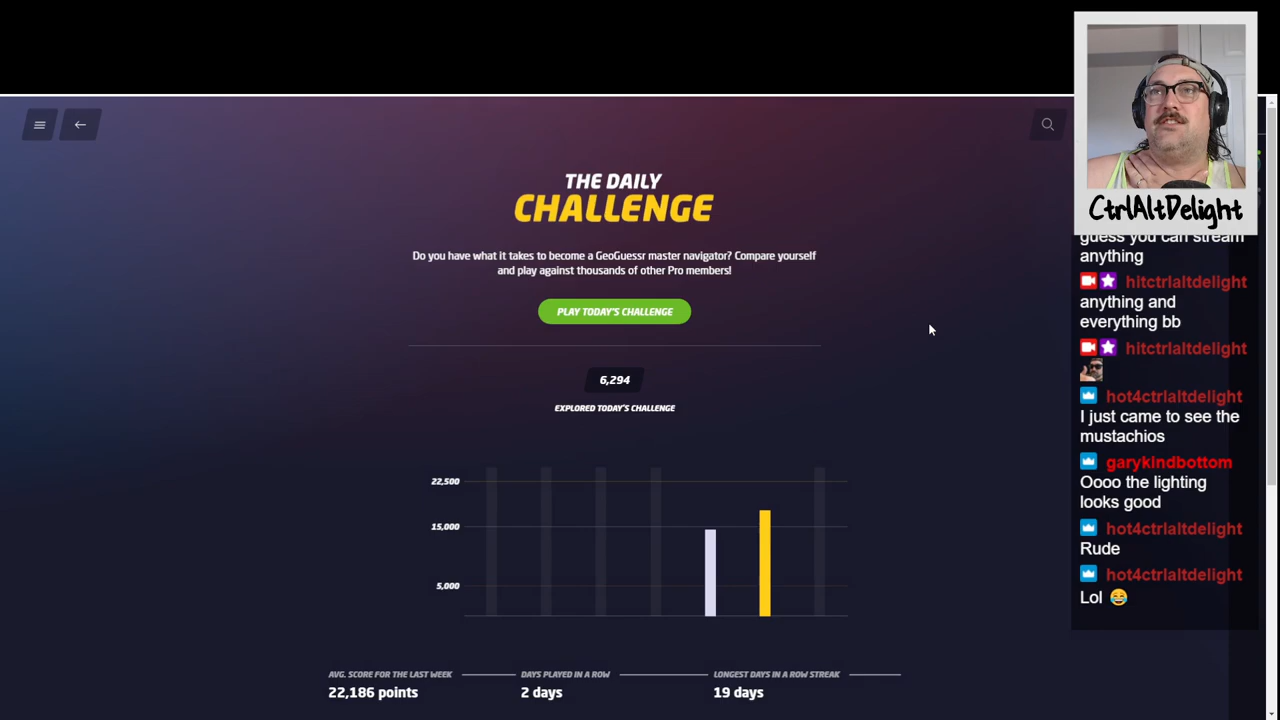 THE DAILY
CHALLENGE
Do you have what it takes to become a GeoGuessr master navigator? Compare yourself
and play against thousands of other Pro members!
PLAY TODAY'S CHALLENGE
6,294
EXPLORED TODAY'S CHALLENGE
22,500
15,000
5,000
AVG. SCORE FOR THE LAST WEEK
22,186 points
DAYS PLAYED IN A ROW
2 days
LONGEST DAYS IN A ROW STREAK
19 days
CtrlAltDelight
guess you can stream
anything
hitctrlaltdelight
anything and
everything bb
hitctrlaltdelight
hot4ctrlaltdelight
I just came to see the
mustachios
garykindbottom
Oooo the lighting
looks good
hot4ctrlaltdelight
Rude
hot4ctrlaltdelight
Lol 😂